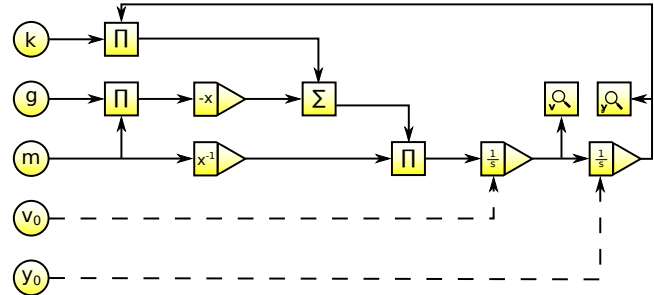 k ∏
g ∏ -x Σ v y
m x⁻¹ ∏ 1/s 1/s
v₀
y₀